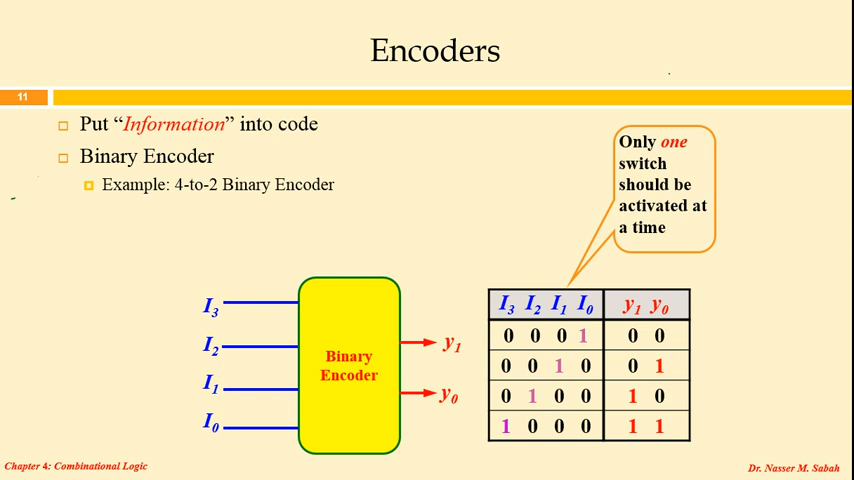 Encoders
11
Put “Information” into code
Binary Encoder
Example: 4-to-2 Binary Encoder
Only one
switch
should be
activated at
a time
I3
I2
I1
I0
Binary
Encoder
y1
y0
I3 I2 I1 I0 y1 y0
0 0 0 1 0 0
0 0 1 0 0 1
0 1 0 0 1 0
1 0 0 0 1 1
Chapter 4: Combinational Logic
Dr. Nasser M. Sabah